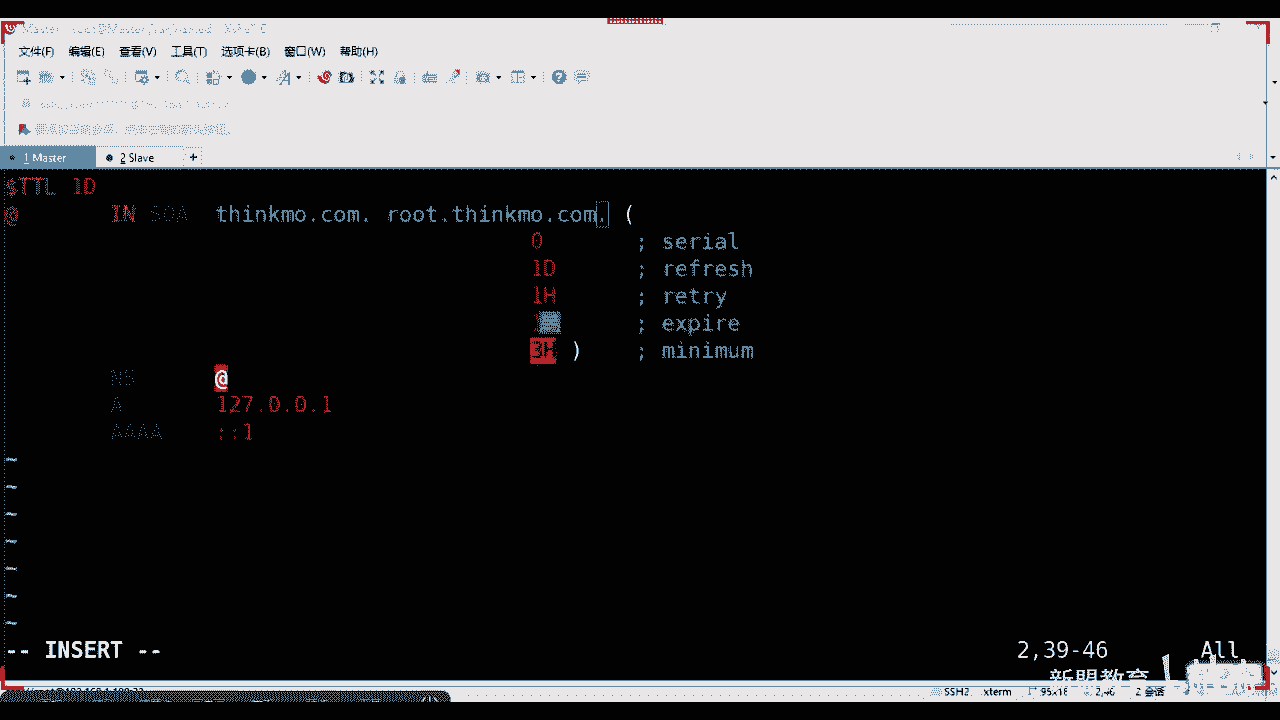 文件(F) 编辑(E) 查看(V) 工具(T) 选项卡(B) 窗口(W) 帮助(H)
1 Master 2 Slave +
$TTL 1D
@ IN SOA thinkmo.com. root.thinkmo.com. (
0 ; serial
1D ; refresh
1H ; retry
; expire
3H ) ; minimum
NS @
A 127.0.0.1
AAAA ::1
~
~
~
~
~
~
~
-- INSERT -- 2,39-46 All
新盟教育
SSH2 xterm 95x18 2,46 2 会话